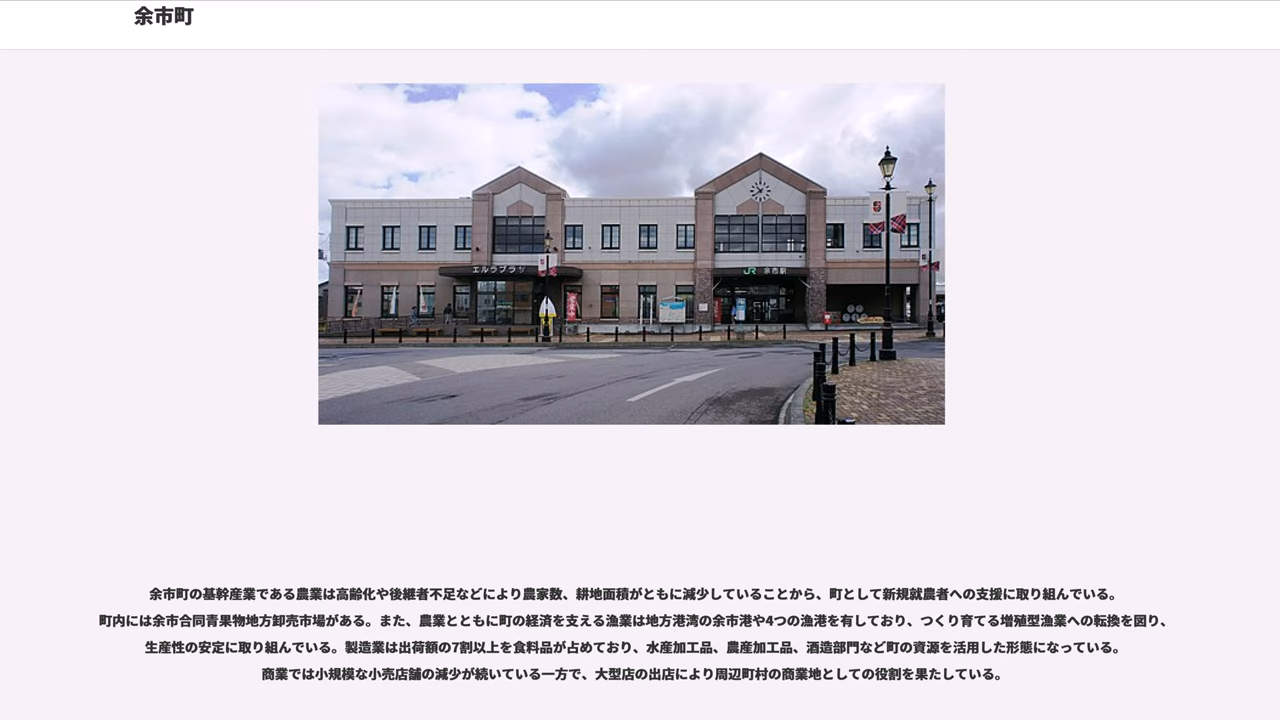 余市町
エルラプラザ
JR 余市駅
余市町の基幹産業である農業は高齢化や後継者不足などにより農家数、耕地面積がともに減少していることから、町として新規就農者への支援に取り組んでいる。
町内には余市合同青果物地方卸売市場がある。また、農業とともに町の経済を支える漁業は地方港湾の余市港や4つの漁港を有しており、つくり育てる増殖型漁業への転換を図り、
生産性の安定に取り組んでいる。製造業は出荷額の7割以上を食料品が占めており、水産加工品、農産加工品、酒造部門など町の資源を活用した形態になっている。
商業では小規模な小売店舗の減少が続いている一方で、大型店の出店により周辺町村の商業地としての役割を果たしている。